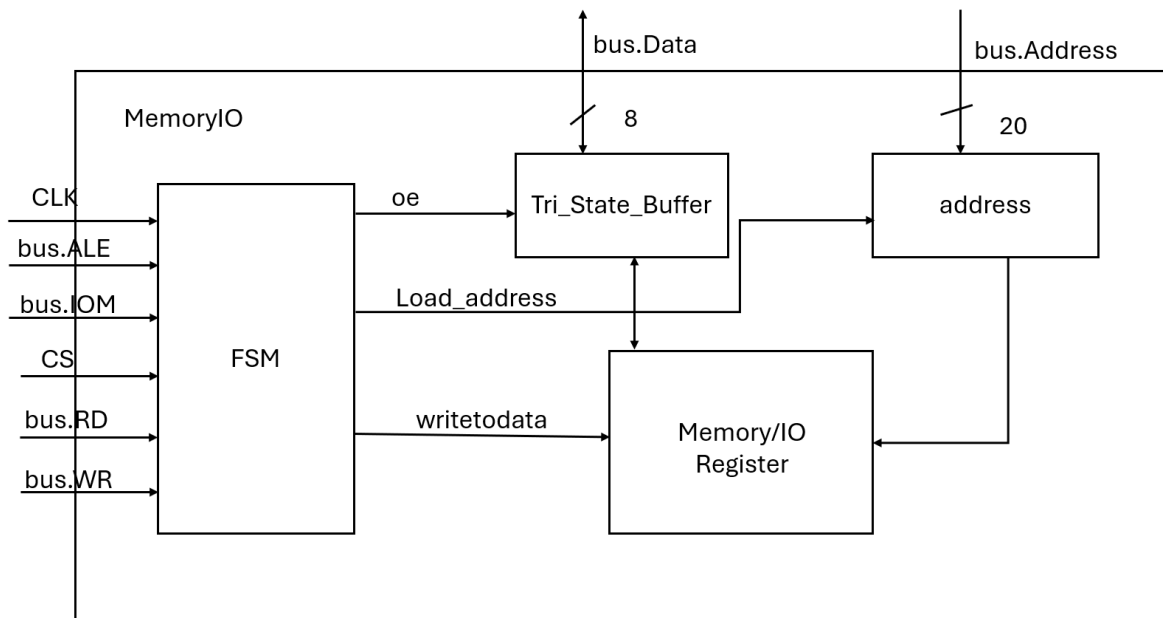 bus.Data
bus.Address
MemoryIO
8
20
CLK
oe
Tri_State_Buffer
address
bus.ALE
bus.IOM
Load_address
CS
FSM
bus.RD
writetodata
Memory/IO
Register
bus.WR